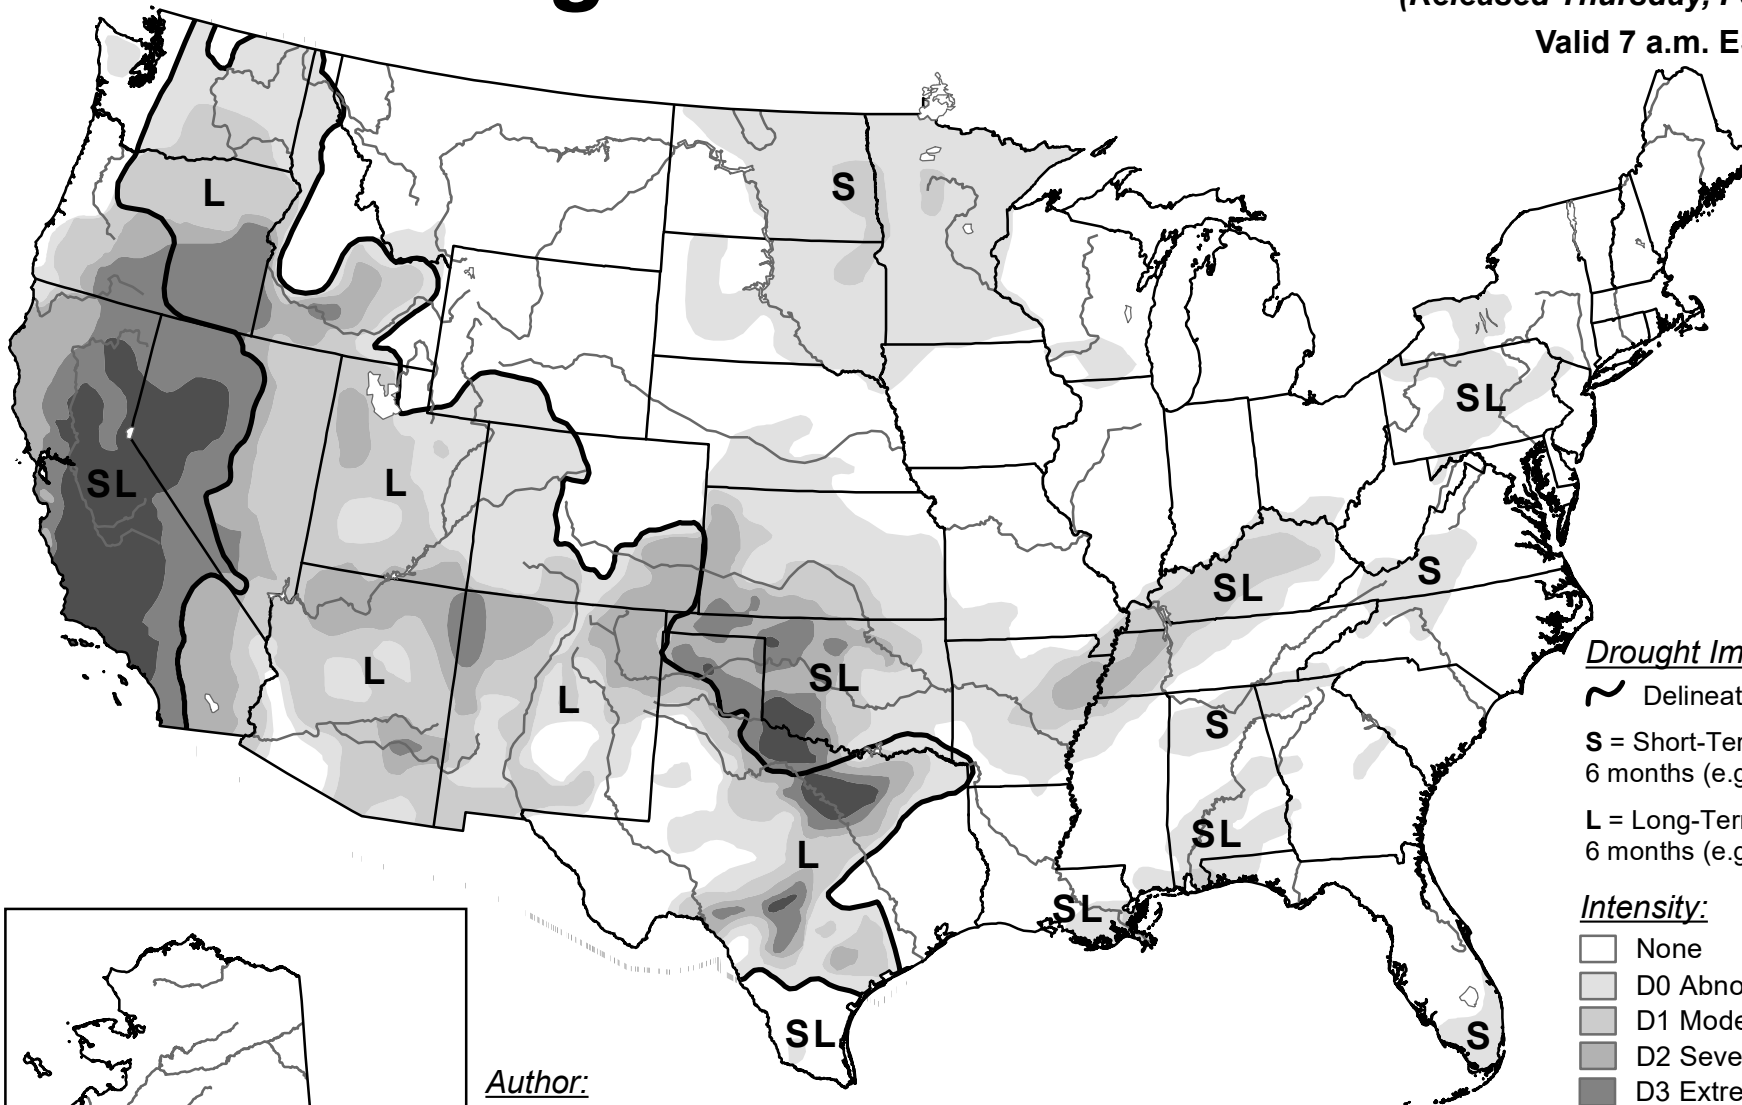 Valid 7 a.m. E
L
S
SL
SL
L
SL
S
L
SL
L
S
SL
L
SL
SL
S
Drought Im
Delineat
S = Short-Ter
6 months (e.g
L = Long-Terr
6 months (e.g
Intensity:
None
D0 Abno
D1 Mode
D2 Seve
D3 Extre
Author: